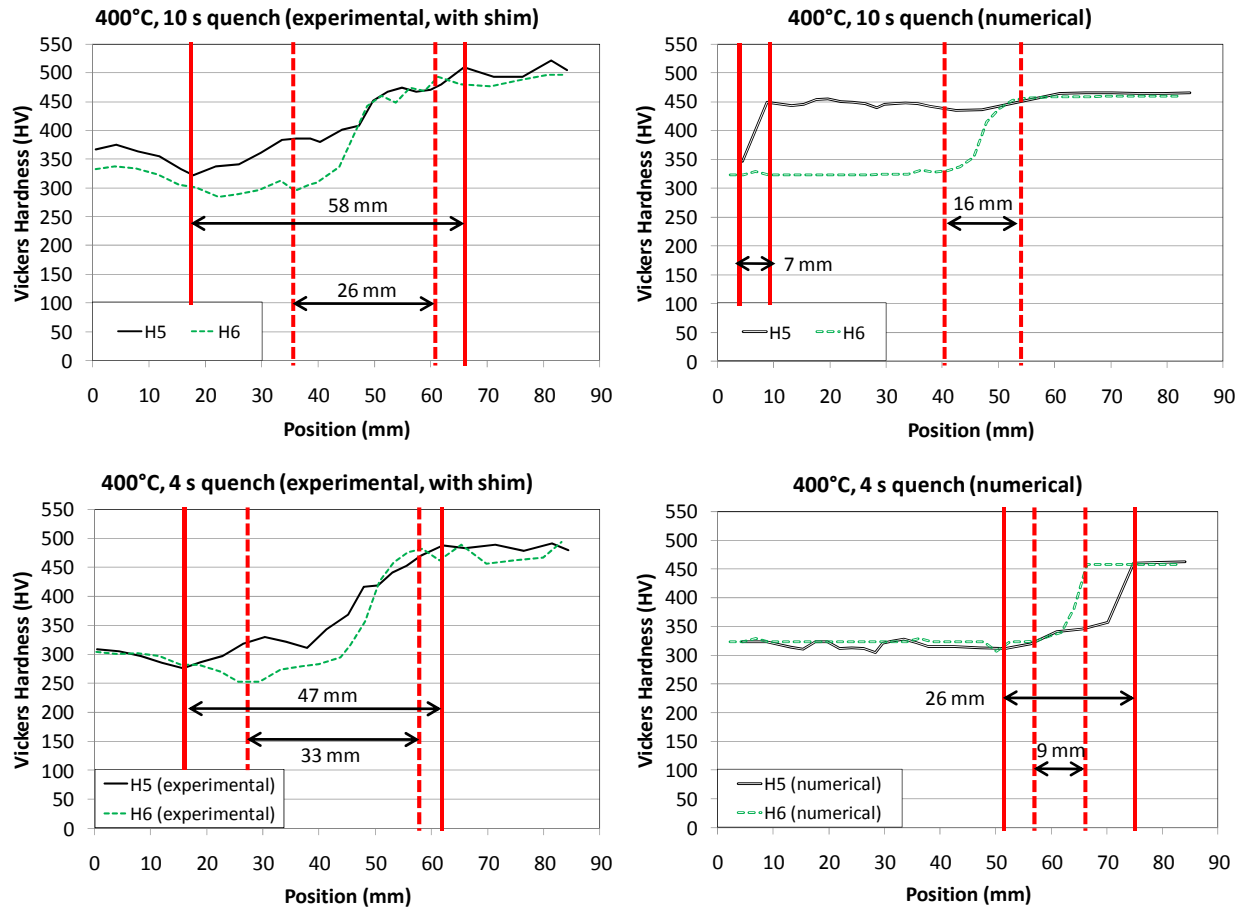 400°C, 10 s quench (experimental, with shim)
550
500
450
400
350
300
250
200
150
100
50
0
Vickers Hardness (HV)
58 mm
26 mm
H5 H6
0 10 20 30 40 50 60 70 80 90
Position (mm)
400°C, 10 s quench (numerical)
550
500
450
400
350
300
250
200
150
100
50
0
Vickers Hardness (HV)
16 mm
7 mm
H5 H6
0 10 20 30 40 50 60 70 80 90
Position (mm)
400°C, 4 s quench (experimental, with shim)
550
500
450
400
350
300
250
200
150
100
50
0
Vickers Hardness (HV)
47 mm
33 mm
H5 (experimental)
H6 (experimental)
0 10 20 30 40 50 60 70 80 90
Position (mm)
400°C, 4 s quench (numerical)
550
500
450
400
350
300
250
200
150
100
50
0
Vickers Hardness (HV)
26 mm
9 mm
H5 (numerical)
H6 (numerical)
0 10 20 30 40 50 60 70 80 90
Position (mm)